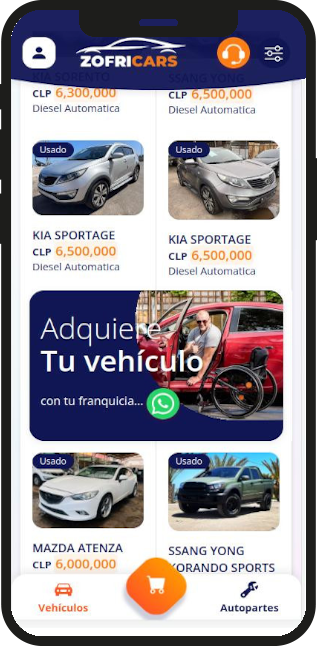 ZOFRICARS
KIA SORENTO
CLP 6,300,000
Diesel Automatica
SSANG YONG
CLP 6,500,000
Diesel Automatica
Usado
KIA SPORTAGE
CLP 6,500,000
Diesel Automatica
Usado
KIA SPORTAGE
CLP 6,500,000
Diesel Automatica
Adquiere
Tu vehículo
con tu franquicia...
Usado
MAZDA ATENZA
CLP 6,000,000
Usado
SSANG YONG
KORANDO SPORTS
Vehículos
Autopartes